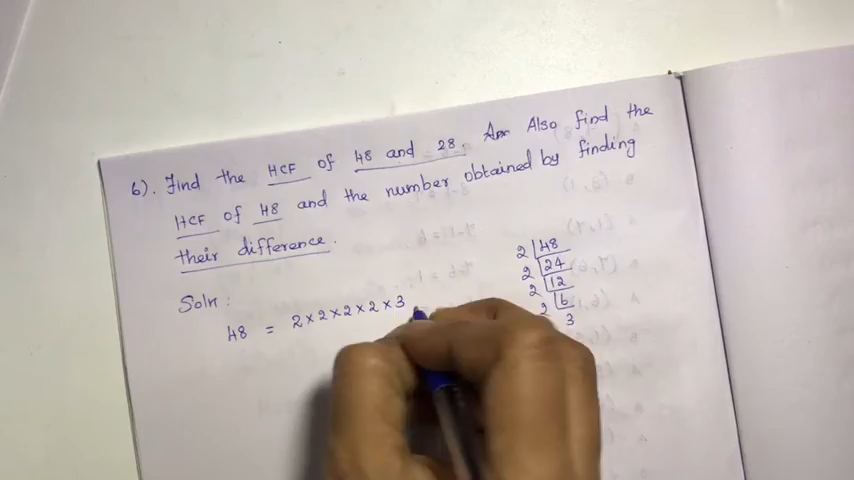 6). Find the HCF of 48 and 28. Also find the
HCF of 48 and the number obtained by finding
their difference.
Soln :
48 = 2 × 2 × 2 × 2 × 3
2 48
2 24
2 12
2 6
3